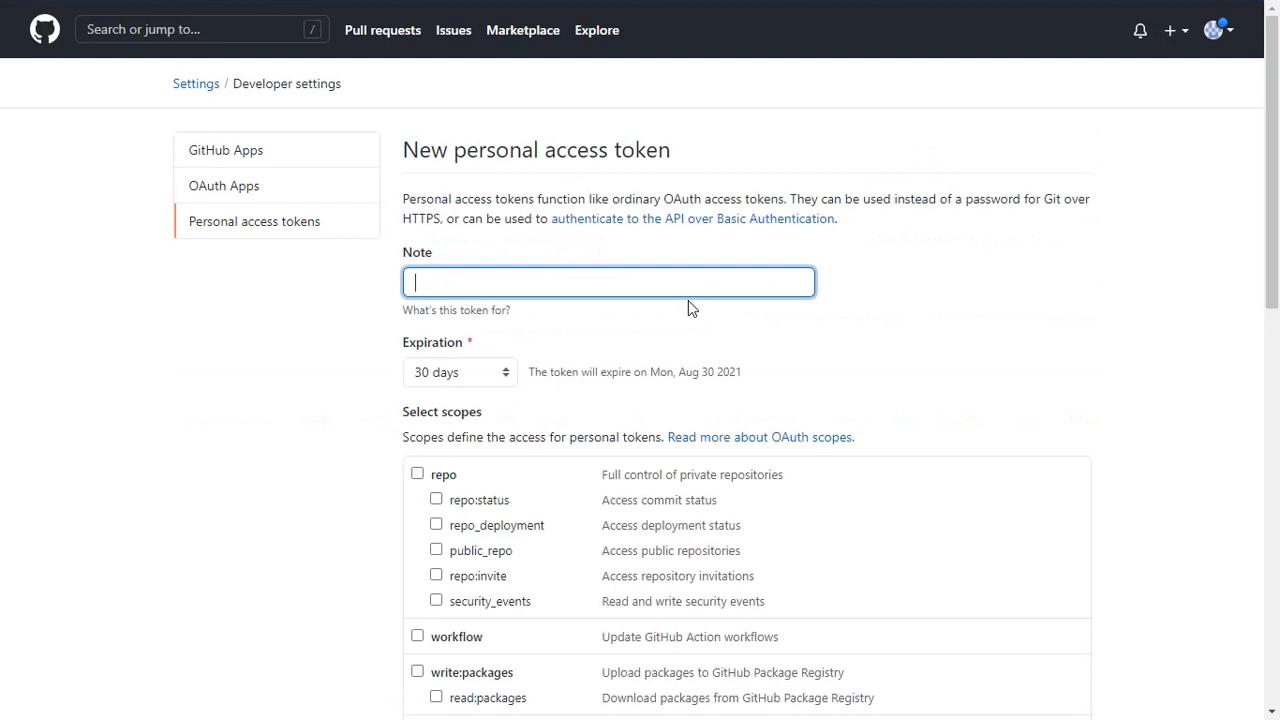 Search or jump to... /
Pull requests Issues Marketplace Explore
Settings / Developer settings
GitHub Apps
OAuth Apps
Personal access tokens
New personal access token
Personal access tokens function like ordinary OAuth access tokens. They can be used instead of a password for Git over
HTTPS, or can be used to authenticate to the API over Basic Authentication.
Note
What's this token for?
Expiration *
30 days The token will expire on Mon, Aug 30 2021
Select scopes
Scopes define the access for personal tokens. Read more about OAuth scopes.
repo Full control of private repositories
repo:status Access commit status
repo_deployment Access deployment status
public_repo Access public repositories
repo:invite Access repository invitations
security_events Read and write security events
workflow Update GitHub Action workflows
write:packages Upload packages to GitHub Package Registry
read:packages Download packages from GitHub Package Registry